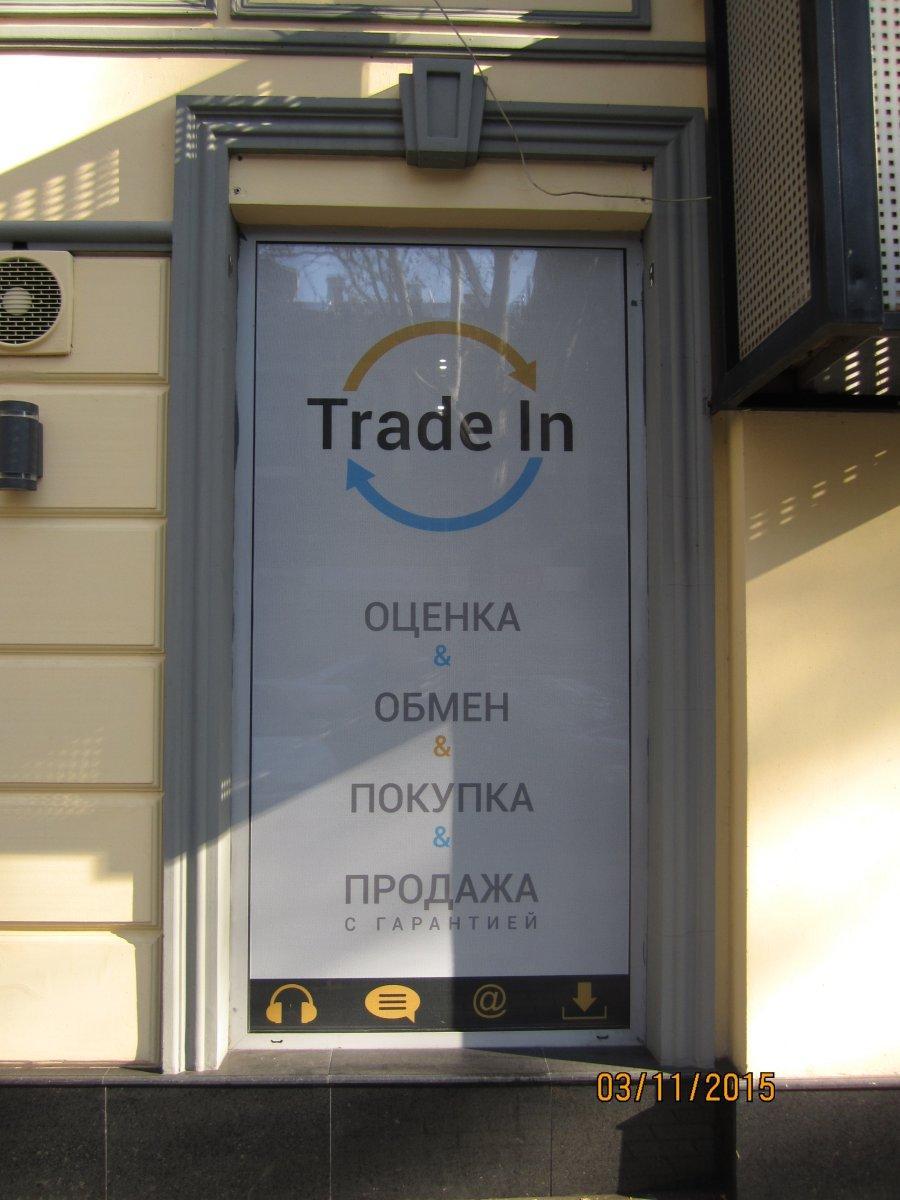 Trade In
ОЦЕНКА
&
ОБМЕН
&
ПОКУПКА
&
ПРОДАЖА
С ГАРАНТИЕЙ
@
03/11/2015